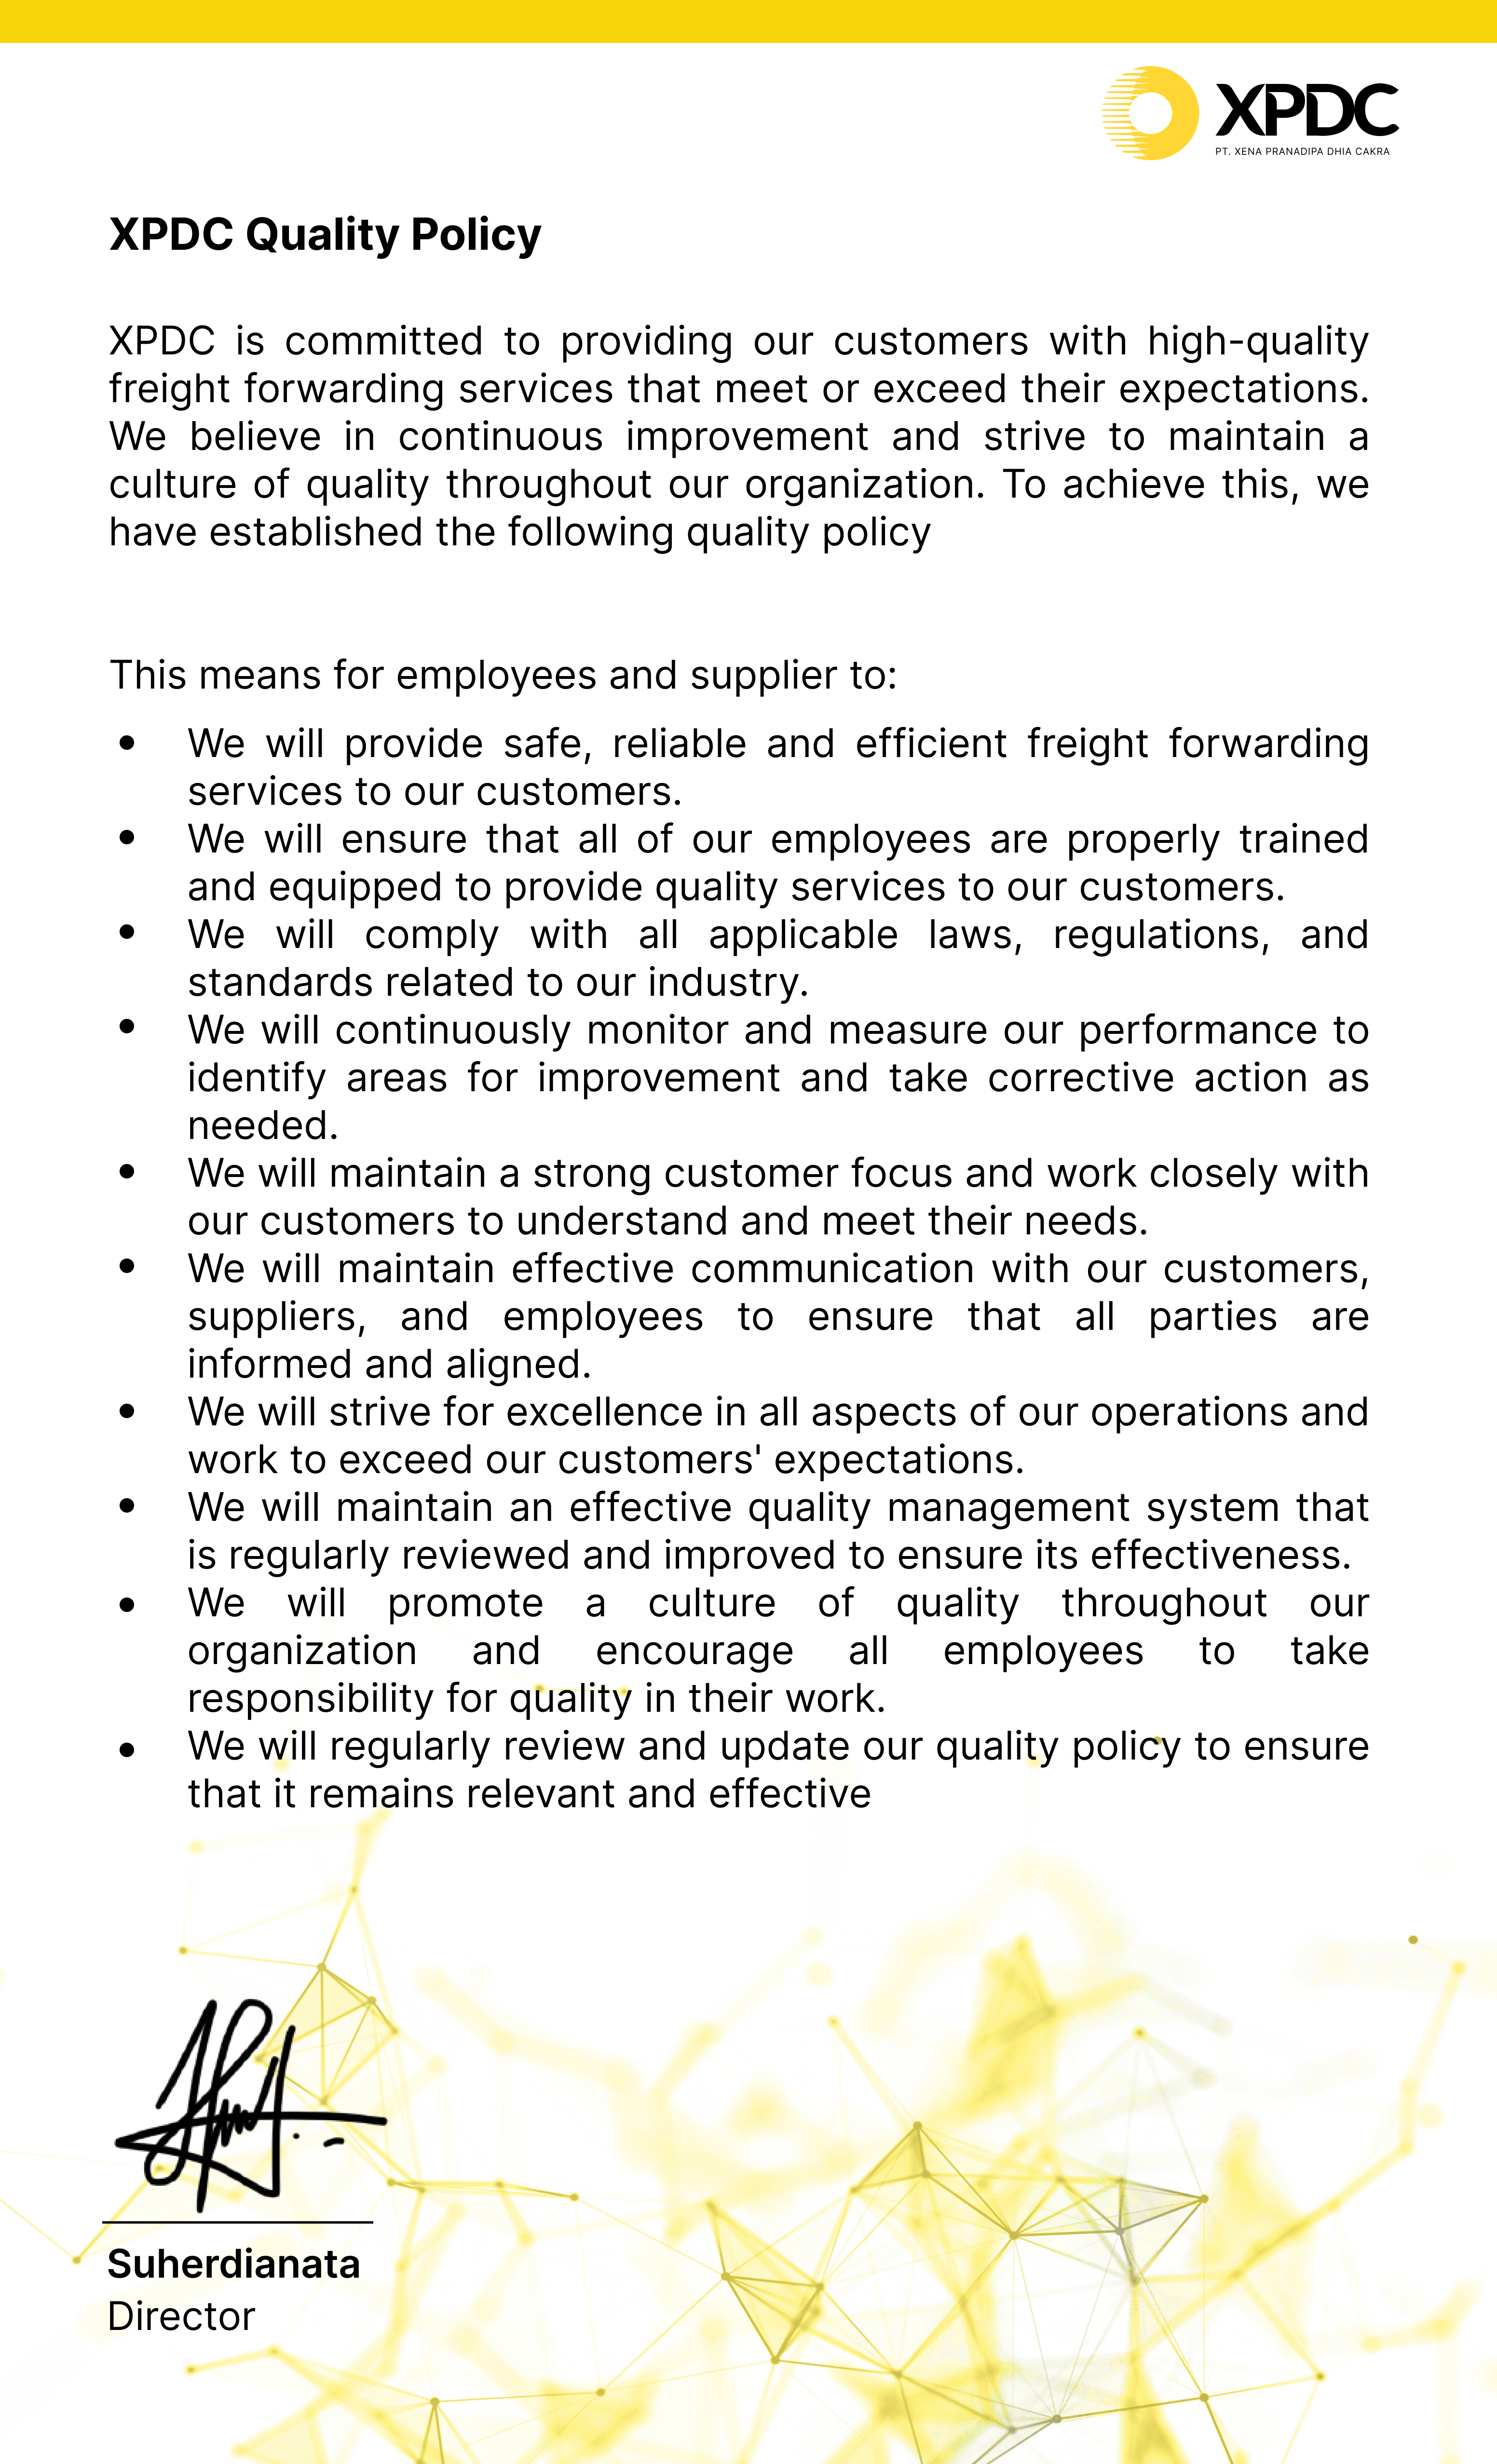 XPDC
PT. XENA PRANADIPA DHIA CAKRA
XPDC Quality Policy
XPDC is committed to providing our customers with high-quality
freight forwarding services that meet or exceed their expectations.
We believe in continuous improvement and strive to maintain a
culture of quality throughout our organization. To achieve this, we
have established the following quality policy
This means for employees and supplier to:
• We will provide safe, reliable and efficient freight forwarding
services to our customers.
• We will ensure that all of our employees are properly trained
and equipped to provide quality services to our customers.
• We will comply with all applicable laws, regulations, and
standards related to our industry.
• We will continuously monitor and measure our performance to
identify areas for improvement and take corrective action as
needed.
• We will maintain a strong customer focus and work closely with
our customers to understand and meet their needs.
• We will maintain effective communication with our customers,
suppliers, and employees to ensure that all parties are
informed and aligned.
• We will strive for excellence in all aspects of our operations and
work to exceed our customers' expectations.
• We will maintain an effective quality management system that
is regularly reviewed and improved to ensure its effectiveness.
• We will promote a culture of quality throughout our
organization and encourage all employees to take
responsibility for quality in their work.
• We will regularly review and update our quality policy to ensure
that it remains relevant and effective
Suherdianata
Director